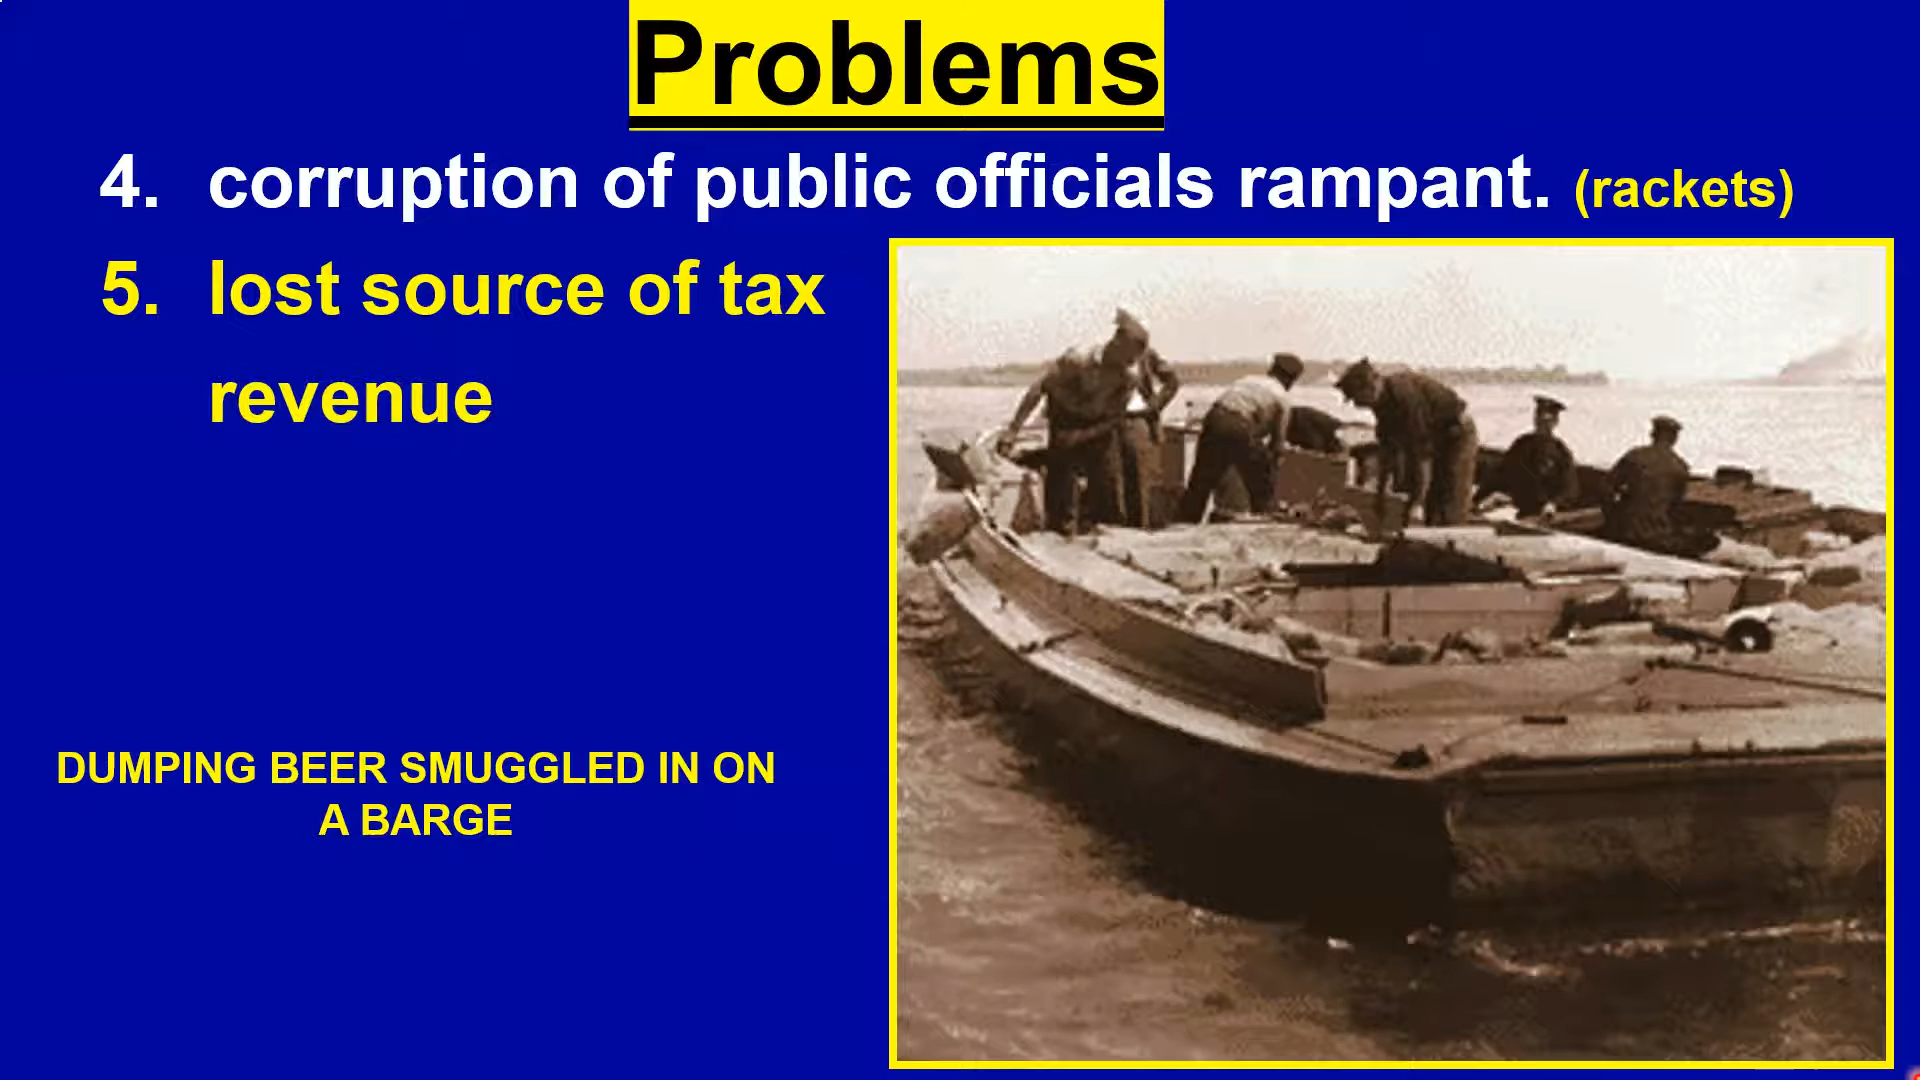 Problems
4. corruption of public officials rampant. (rackets)
5. lost source of tax
revenue
DUMPING BEER SMUGGLED IN ON
A BARGE